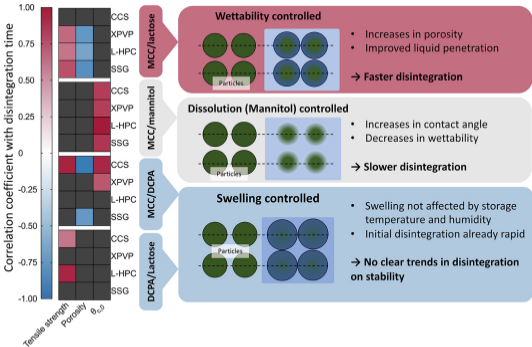 Correlation coefficient with disintegration time
1.00
0.75
0.50
0.25
0
-0.25
-0.50
-0.75
-1.00
CCS
XPVP
L-HPC
SSG
CCS
XPVP
L-HPC
SSG
CCS
XPVP
L-HPC
SSG
CCS
XPVP
L-HPC
SSG
Tensile strength
Porosity
θc,0
MCC/lactose
MCC/mannitol
MCC/DCPA
DCPA/Lactose
Wettability controlled
Particles
• Increases in porosity
• Improved liquid penetration
→ Faster disintegration
Dissolution (Mannitol) controlled
Particles
• Increases in contact angle
• Decreases in wettability
→ Slower disintegration
Swelling controlled
Particles
• Swelling not affected by storage
temperature and humidity
• Initial disintegration already rapid
→ No clear trends in disintegration
on stability